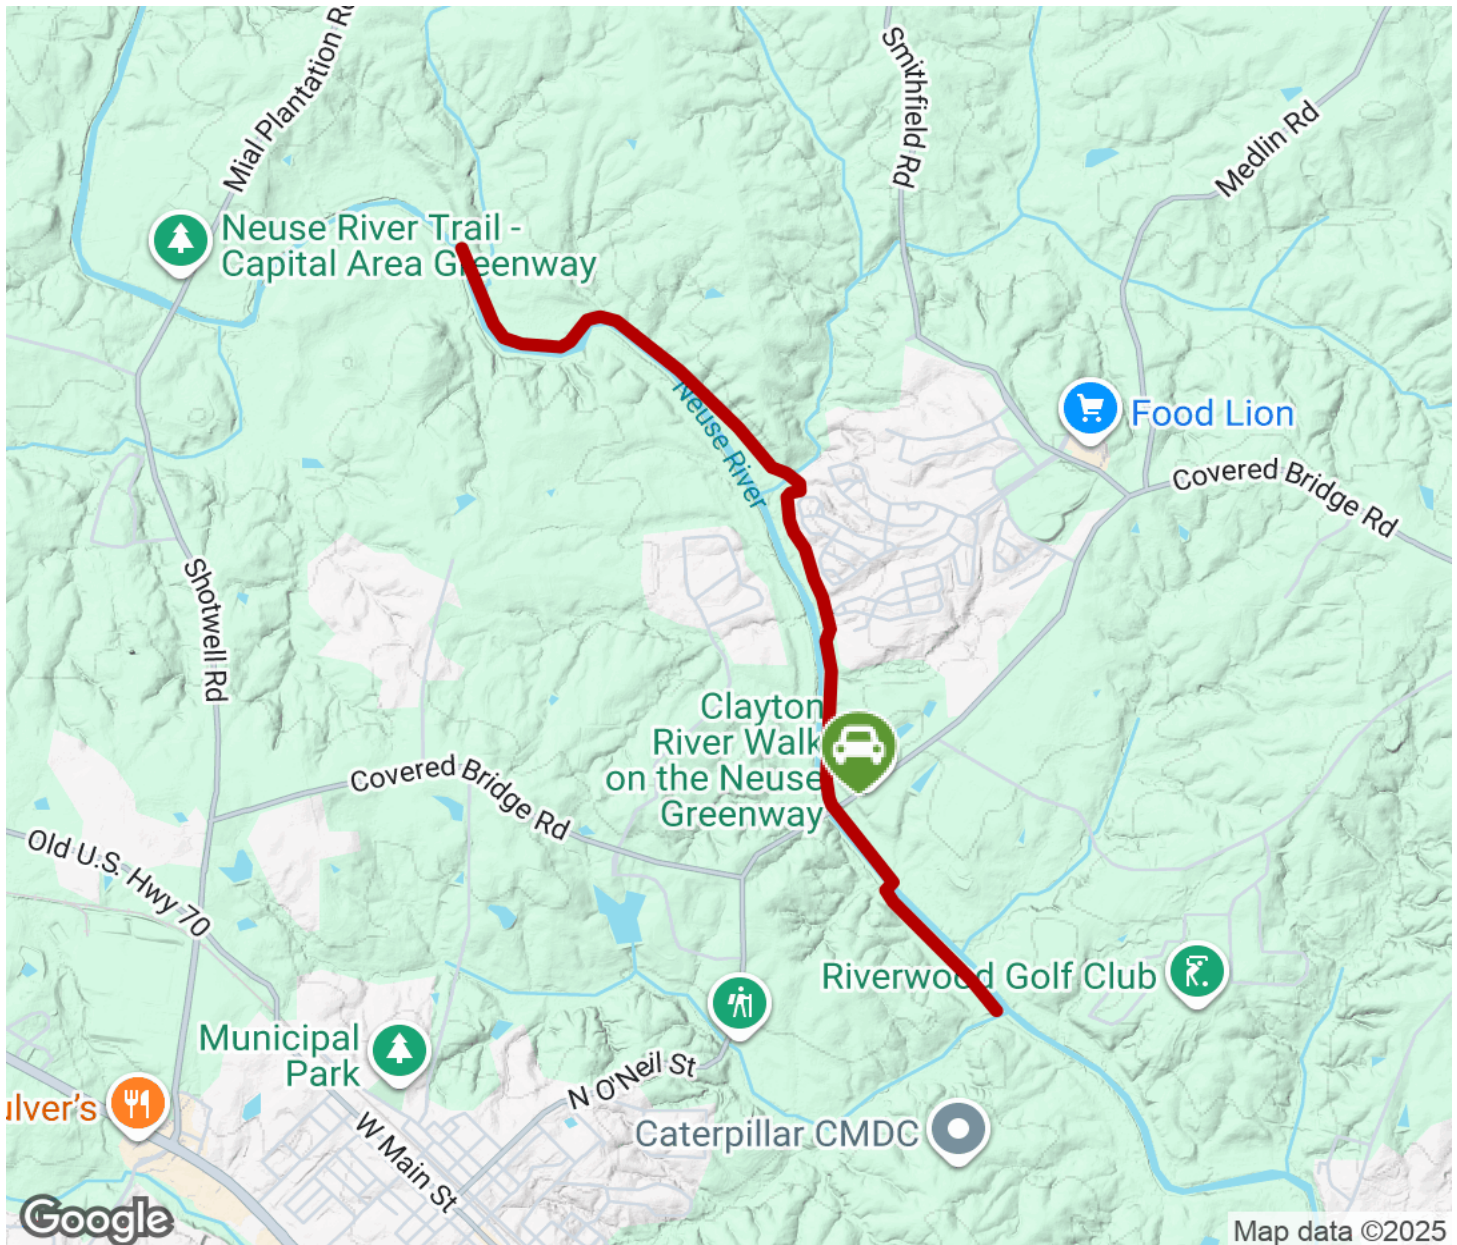 Mial Plantation Rd
Smithfield Rd
Medlin Rd
Neuse River Trail -
Capital Area Greenway
Neuse River
Food Lion
Covered Bridge Rd
Shotwell Rd
Clayton
River Walk
on the Neuse
Greenway
Covered Bridge Rd
Old U.S. Hwy 70
Riverwood Golf Club
Municipal
Park
N O'Neil St
ulver's
W Main St
Caterpillar CMDC
Google
Map data ©2025